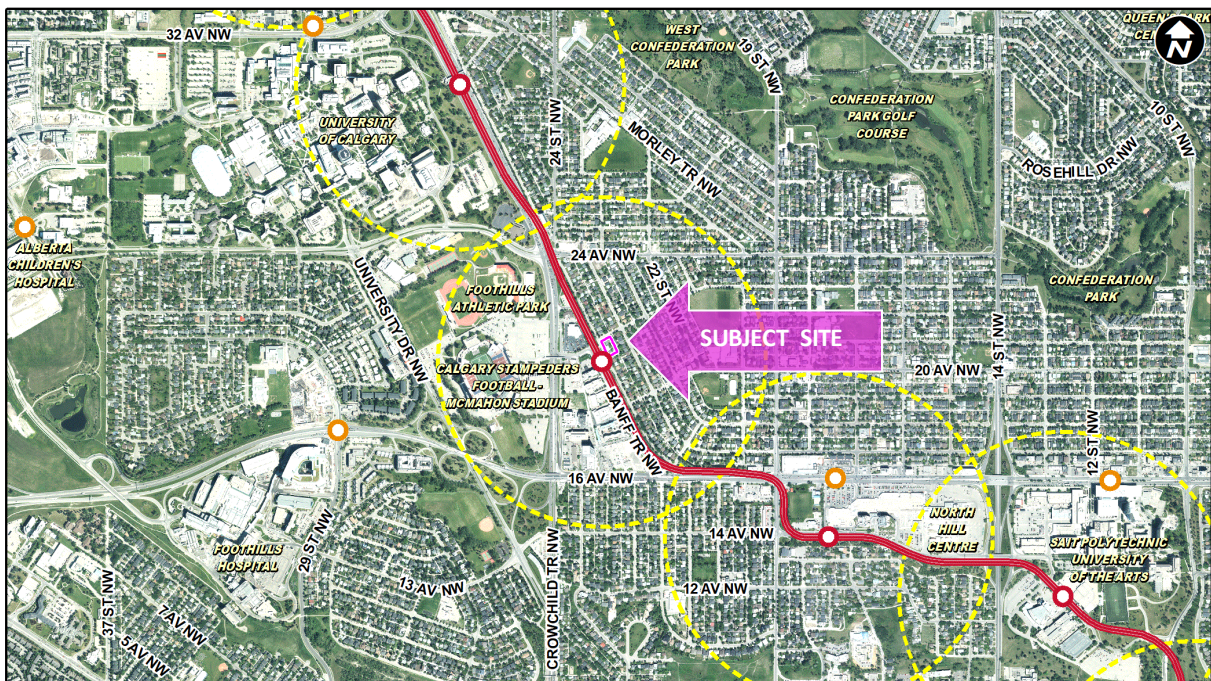 32 AV NW
WEST
CONFEDERATION
PARK
19 ST NW
QUEEN'S PARK
N
UNIVERSITY
OF CALGARY
24 ST NW
MORLEY TR NW
CONFEDERATION
PARK GOLF
COURSE
10 ST NW
ROSEHILL DR NW
ALBERTA
CHILDREN'S
HOSPITAL
24 AV NW
UNIVERSITY DR NW
22 ST NW
FOOTHILLS
ATHLETIC PARK
CONFEDERATION
PARK
SUBJECT SITE
14 ST NW
CALGARY STAMPEDERS
FOOTBALL -
MCMAHON STADIUM
20 AV NW
BANFF TR NW
12 ST NW
16 AV NW
29 ST NW
FOOTHILLS
HOSPITAL
14 AV NW
NORTH
HILL
CENTRE
SAIT POLYTECHNIC
UNIVERSITY
OF THE ARTS
13 AV NW
12 AV NW
37 ST NW
7 AV NW
5 AV NW
CROWCHILD TR NW